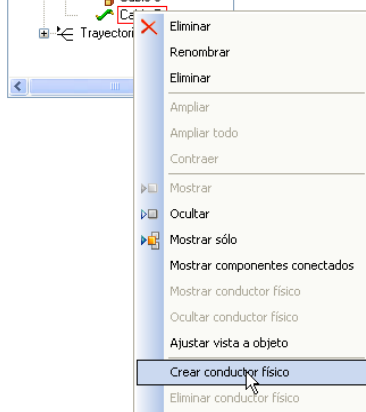 Trayectori
Eliminar
Renombrar
Eliminar
Ampliar
Ampliar todo
Contraer
Mostrar
Ocultar
Mostrar sólo
Mostrar componentes conectados
Mostrar conductor físico
Ocultar conductor físico
Ajustar vista a objeto
Crear conductor físico
Eliminar conductor físico